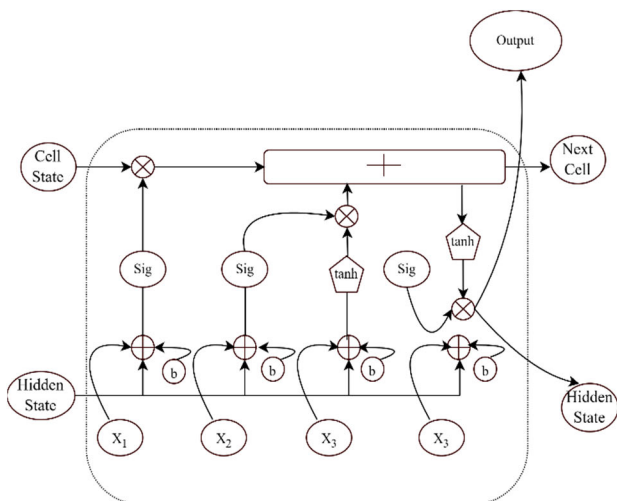 Output
Cell
State
Next
Cell
tanh
Sig
Sig
tanh
Sig
b
b
b
b
Hidden
State
Hidden
State
X1
X2
X3
X3